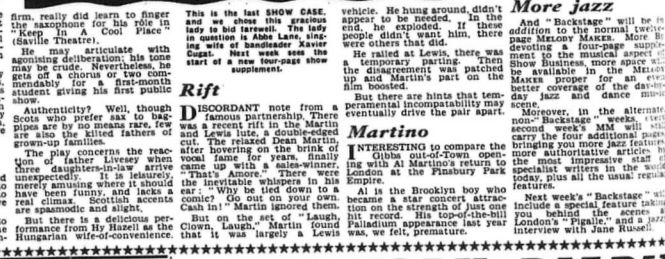 firm, really did learn to finger
the saxophone for his rôle in
"Keep In A Cool Place"
(Saville Theatre).
He may articulate with
agonising deliberation; his tone
may be crude. Nevertheless, he
gets off a chorus or two com-
mendably for a first-month
student giving his first public
show.
Authenticity? Well, though
Scots who prefer sax to bag-
pipes are by no means rare, few
are also the kilted fathers of
grown-up families.
The play concerns the reac-
tion of father Livesey when
three daughters-in-law arrive
unexpectedly. It is leisurely,
merely amusing where it should
have been funny, and lacks a
real climax. Scottish accents
are spasmodic and slight.
But there is a delicious per-
formance from Hy Hazell as the
Hungarian wife-of-convenience.
This is the last SHOW CASE,
and we chose this gracious
lady to bid farewell. The lady
in question is Abbe Lane, sing-
ing wife of bandleader Xavier
Cugat. Next week sees the
start of a new four-page show
supplement.
Rift
DISCORDANT note from a
famous partnership, There
was a recent rift in the Martin
and Lewis lute, a double-edged
cut. The relaxed Dean Martin,
after hovering on the brink of
vocal fame for years, finally
came up with a sales-winner,
"That's Amore." There were
the inevitable whispers in his
ear: "Why be tied down to a
comic? Go out on your own.
Cash in!" Martin ignored them.
But on the set of "Laugh,
Clown, Laugh," Martin found
that it was largely a Lewis
vehicle. He hung around, didn't
appear to be needed. In the
end, he exploded. If these
people didn't want him, there
were others that did.
He railed at Lewis, there was
a temporary parting. Then
the disagreement was patched
up and Martin's part on the
film boosted.
But there are hints that tem-
peramental incompatability may
eventually drive the pair apart.
Martino
INTERESTING to compare the
Gibba out-of-Town open-
ing with Al Martino's return to
London at the Finsbury Park
Empire.
Al is the Brooklyn boy who
became a star concert attrac-
tion on the strength of just one
hit record. His top-of-the-bill
Palladium appearance last year
was, we felt, premature.
More jazz
And "Backstage" will be in
addition to the normal twelve-
page MELODY MAKER. More
devoting a four-page supple-
ment to the musical aspect
Show Business, more space will
be available in the MELODY
MAKER proper for an even
better coverage of the day-by-
day jazz and dance music
scene.
Moreover, in the alternate
non-"Backstage" weeks,
second week's MM will still
carry the four additional pages
bringing you more jazz features,
more authoritative articles by
the most impressive staff
specialist writers in the world
today, plus all the usual regular
features.
Next week's "Backstage" will
include a special feature taking
you behind the scenes
London's "Pigalle," and a jazz
interview with Jane Russell.